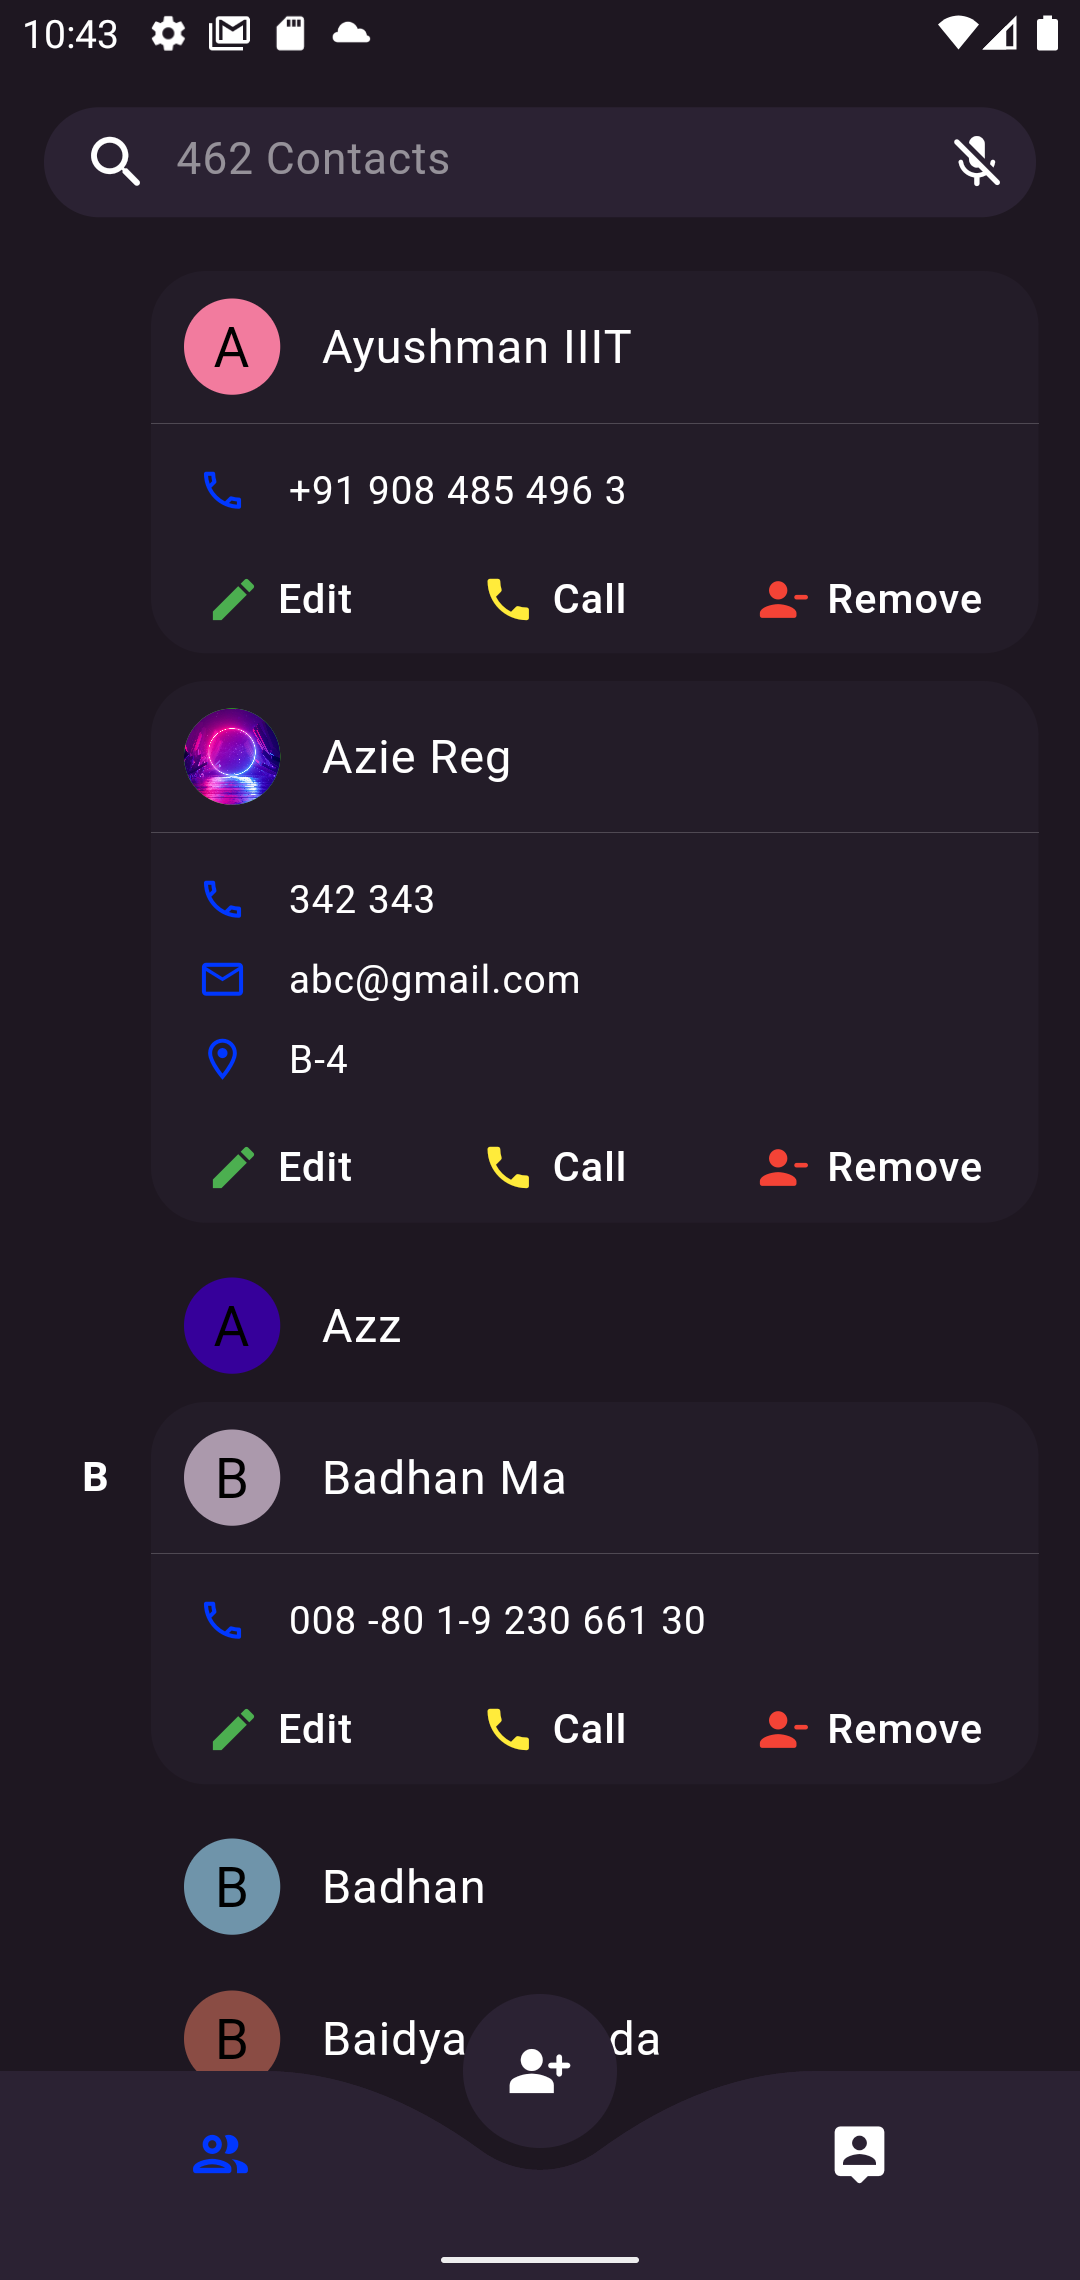 10:43
462 Contacts
A Ayushman IIIT
+91 908 485 496 3
Edit Call Remove
Azie Reg
342 343
abc@gmail.com
B-4
Edit Call Remove
A Azz
B B Badhan Ma
008 -80 1-9 230 661 30
Edit Call Remove
B Badhan
B Baidya da